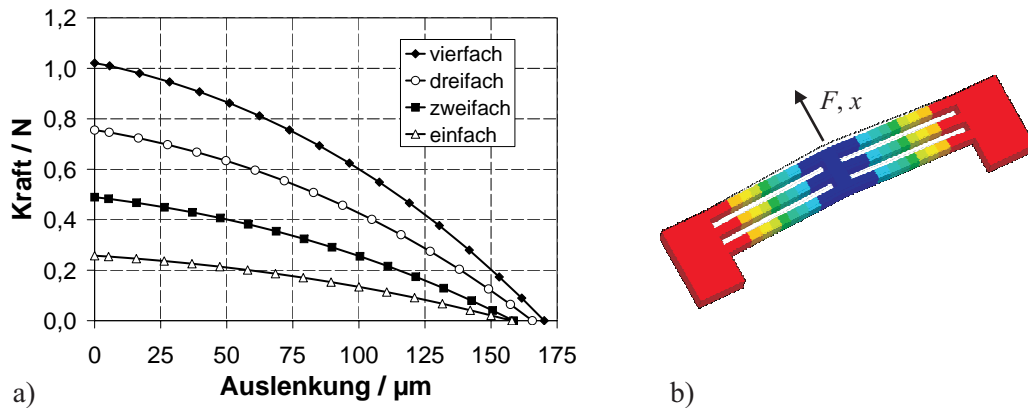 1,2
1,0
0,8
0,6
0,4
0,2
0,0
Kraft / N
vierfach
dreifach
zweifach
einfach
0 25 50 75 100 125 150 175
Auslenkung / µm
a)
F, x
b)